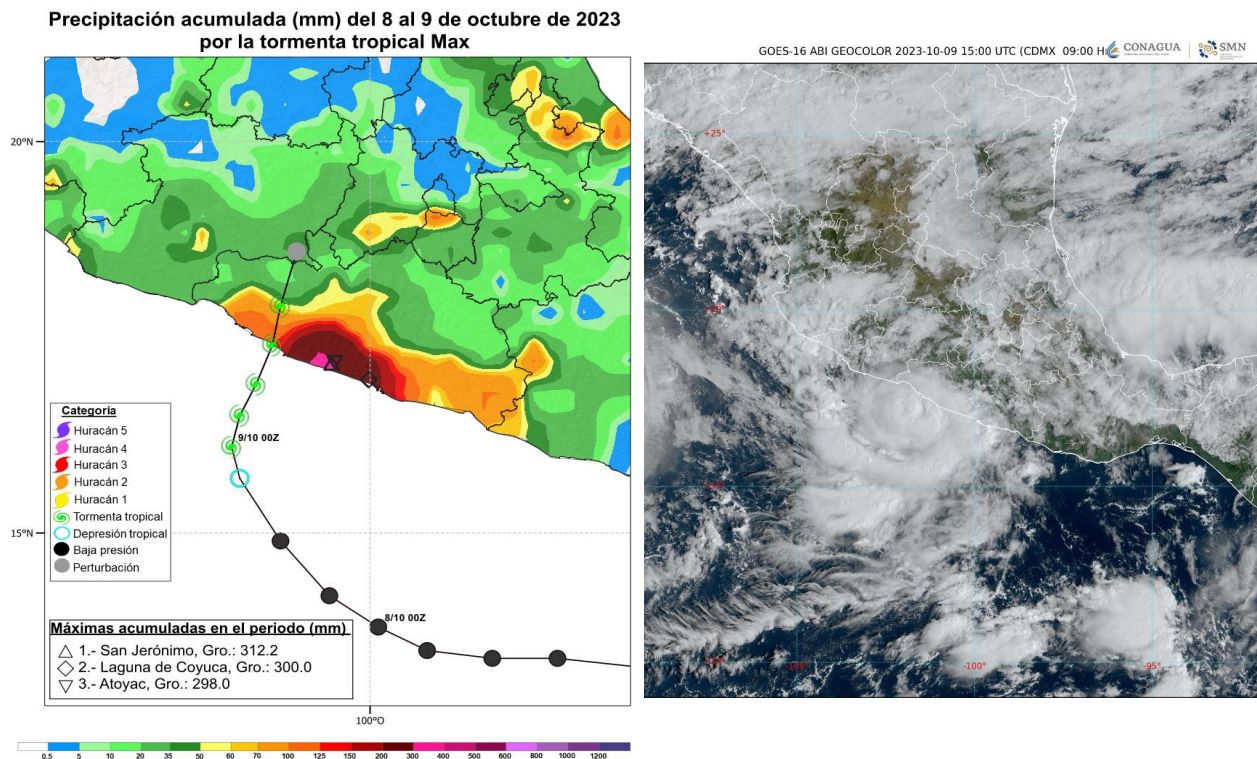 Precipitación acumulada (mm) del 8 al 9 de octubre de 2023
por la tormenta tropical Max
20°N
15°N
100°O
9/10 00Z
8/10 00Z
Categoría
Huracán 5
Huracán 4
Huracán 3
Huracán 2
Huracán 1
Tormenta tropical
Depresión tropical
Baja presión
Perturbación
Máximas acumuladas en el periodo (mm)
1.- San Jerónimo, Gro.: 312.2
2.- Laguna de Coyuca, Gro.: 300.0
3.- Atoyac, Gro.: 298.0
0.5 5 10 20 35 50 60 70 100 125 150 200 300 400 500 600 800 1000 1200
GOES-16 ABI GEOCOLOR 2023-10-09 15:00 UTC (CDMX 09:00 H
CONAGUA
SMN
+25°
-100°
-95°